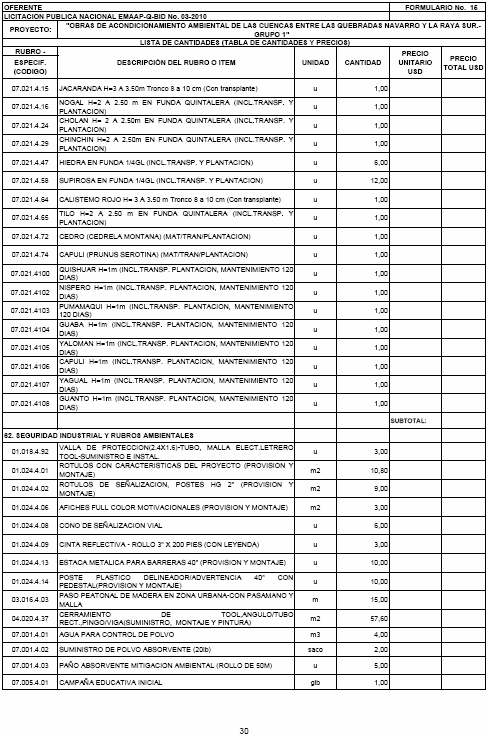 OFERENTE FORMULARIO No. 16
LICITACION PUBLICA NACIONAL EMAAP-Q-BID No. 03-2010
PROYECTO: "OBRAS DE ACONDICIONAMIENTO AMBIENTAL DE LAS CUENCAS ENTRE LAS QUEBRADAS NAVARRO Y LA RAYA SUR.-
GRUPO 1"
LISTA DE CANTIDADES (TABLA DE CANTIDADES Y PRECIOS)
RUBRO - ESPECIF. (CODIGO) DESCRIPCIÓN DEL RUBRO O ITEM UNIDAD CANTIDAD PRECIO UNITARIO USD PRECIO TOTAL USD
07.021.4.15 JACARANDA H=3 A 3.50m Tronco 8 a 10 cm (Con transplante) u 1,00
07.021.4.16 NOGAL H=2 A 2.50 m EN FUNDA QUINTALERA (INCL.TRANSP. Y
PLANTACION) u 1,00
07.021.4.24 CHOLAN H= 2 A 2.50m EN FUNDA QUINTALERA (INCL.TRANSP. Y
PLANTACION) u 1,00
07.021.4.29 CHINCHIN H=2 A 2.50m EN FUNDA QUINTALERA (INCL.TRANSP. Y
PLANTACION) u 1,00
07.021.4.47 HIEDRA EN FUNDA 1/4GL (INCL.TRANSP. Y PLANTACION) u 6,00
07.021.4.58 SUPIROSA EN FUNDA 1/4GL (INCL.TRANSP. Y PLANTACION) u 12,00
07.021.4.64 CALISTEMO ROJO H= 3 A 3.50 m Tronco 8 a 10 cm (Con transplante) u 1,00
07.021.4.65 TILO H=2 A 2.50 m EN FUNDA QUINTALERA (INCL.TRANSP. Y
PLANTACION) u 1,00
07.021.4.72 CEDRO (CEDRELA MONTANA) (MAT/TRAN/PLANTACION) u 1,00
07.021.4.74 CAPULI (PRUNUS SEROTINA) (MAT/TRAN/PLANTACION) u 1,00
07.021.4100 QUISHUAR H=1m (INCL.TRANSP. PLANTACION, MANTENIMIENTO 120
DIAS) u 1,00
07.021.4102 NISPERO H=1m (INCL.TRANSP. PLANTACION, MANTENIMIENTO 120
DIAS) u 1,00
07.021.4103 PUMAMAQUI H=1m (INCL.TRANSP. PLANTACION, MANTENIMIENTO
120 DIAS) u 1,00
07.021.4104 GUABA H=1m (INCL.TRANSP. PLANTACION, MANTENIMIENTO 120
DIAS) u 1,00
07.021.4105 YALOMAN H=1m (INCL.TRANSP. PLANTACION, MANTENIMIENTO 120
DIAS) u 1,00
07.021.4106 CAPULI H=1m (INCL.TRANSP. PLANTACION, MANTENIMIENTO 120
DIAS) u 1,00
07.021.4107 YAGUAL H=1m (INCL.TRANSP. PLANTACION, MANTENIMIENTO 120
DIAS) u 1,00
07.021.4108 GUANTO H=1m (INCL.TRANSP. PLANTACION, MANTENIMIENTO 120
DIAS) u 1,00
SUBTOTAL:
62. SEGURIDAD INDUSTRIAL Y RUBROS AMBIENTALES
01.018.4.92 VALLA DE PROTECCION(2.4X1.6)-TUBO, MALLA ELECT.LETRERO
TOOL-SUMINISTRO E INSTAL. u 3,00
01.024.4.01 ROTULOS CON CARACTERISTICAS DEL PROYECTO (PROVISION Y
MONTAJE) m2 10,80
01.024.4.02 ROTULOS DE SEÑALIZACION, POSTES HG 2" (PROVISION Y
MONTAJE) m2 9,00
01.024.4.06 AFICHES FULL COLOR MOTIVACIONALES (PROVISION Y MONTAJE) m2 3,00
01.024.4.08 CONO DE SEÑALIZACION VIAL u 6,00
01.024.4.09 CINTA REFLECTIVA - ROLLO 3" X 200 PIES (CON LEYENDA) u 3,00
01.024.4.13 ESTACA METALICA PARA BARRERAS 40" (PROVISION Y MONTAJE) u 10,00
01.024.4.14 POSTE PLASTICO DELINEADOR/ADVERTENCIA 40" CON
PEDESTAL(PROVISION Y MONTAJE) u 10,00
03.016.4.03 PASO PEATONAL DE MADERA EN ZONA URBANA-CON PASAMANO Y
MALLA m 15,00
04.020.4.37 CERRAMIENTO DE TOOL,ANGULO/TUBO
RECT.,PINGO/VIGA(SUMINISTRO, MONTAJE Y PINTURA) m2 57,60
07.001.4.01 AGUA PARA CONTROL DE POLVO m3 4,00
07.001.4.02 SUMINISTRO DE POLVO ABSORVENTE (20lb) saco 2,00
07.001.4.03 PAÑO ABSORVENTE MITIGACION AMBIENTAL (ROLLO DE 50M) u 5,00
07.005.4.01 CAMPAÑA EDUCATIVA INICIAL glb 1,00
30